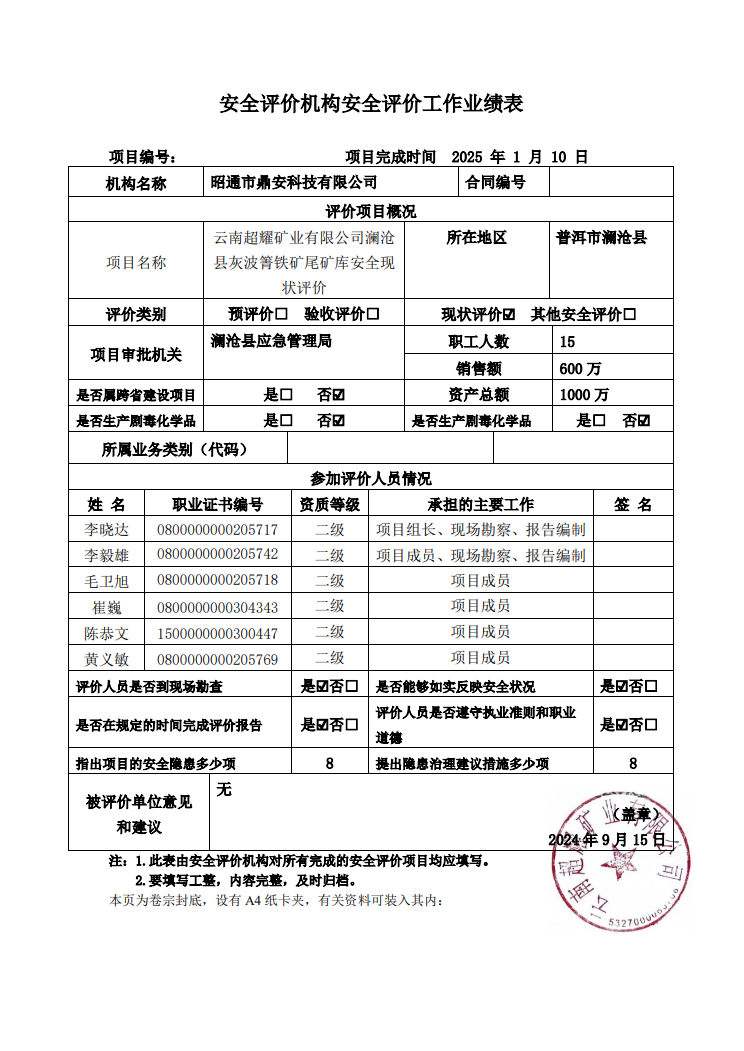 安全评价机构安全评价工作业绩表
项目编号： 项目完成时间 2025 年 1 月 10 日
机构名称 昭通市鼎安科技有限公司 合同编号
评价项目概况
项目名称 云南超耀矿业有限公司澜沧县灰波箐铁矿尾矿库安全现状评价 所在地区 普洱市澜沧县
评价类别 预评价□ 验收评价□ 现状评价☑ 其他安全评价□
项目审批机关 澜沧县应急管理局 职工人数 15
销售额 600 万
是否属跨省建设项目 是□ 否☑ 资产总额 1000 万
是否生产剧毒化学品 是□ 否☑ 是否生产剧毒化学品 是□ 否☑
所属业务类别（代码）
参加评价人员情况
姓 名 职业证书编号 资质等级 承担的主要工作 签 名
李晓达 0800000000205717 二级 项目组长、现场勘察、报告编制
李毅雄 0800000000205742 二级 项目成员、现场勘察、报告编制
毛卫旭 0800000000205718 二级 项目成员
崔巍 0800000000304343 二级 项目成员
陈恭文 1500000000300447 二级 项目成员
黄义敏 0800000000205769 二级 项目成员
评价人员是否到现场勘查 是☑否□ 是否能够如实反映安全状况 是☑否□
是否在规定的时间完成评价报告 是☑否□ 评价人员是否遵守执业准则和职业道德 是☑否□
指出项目的安全隐患多少项 8 提出隐患治理建议措施多少项 8
被评价单位意见和建议 无
（盖章）
2024 年 9 月 15 日
注：1.此表由安全评价机构对所有完成的安全评价项目均应填写。
2.要填写工整，内容完整，及时归档。
本页为卷宗封底，设有 A4 纸卡夹，有关资料可装入其内：